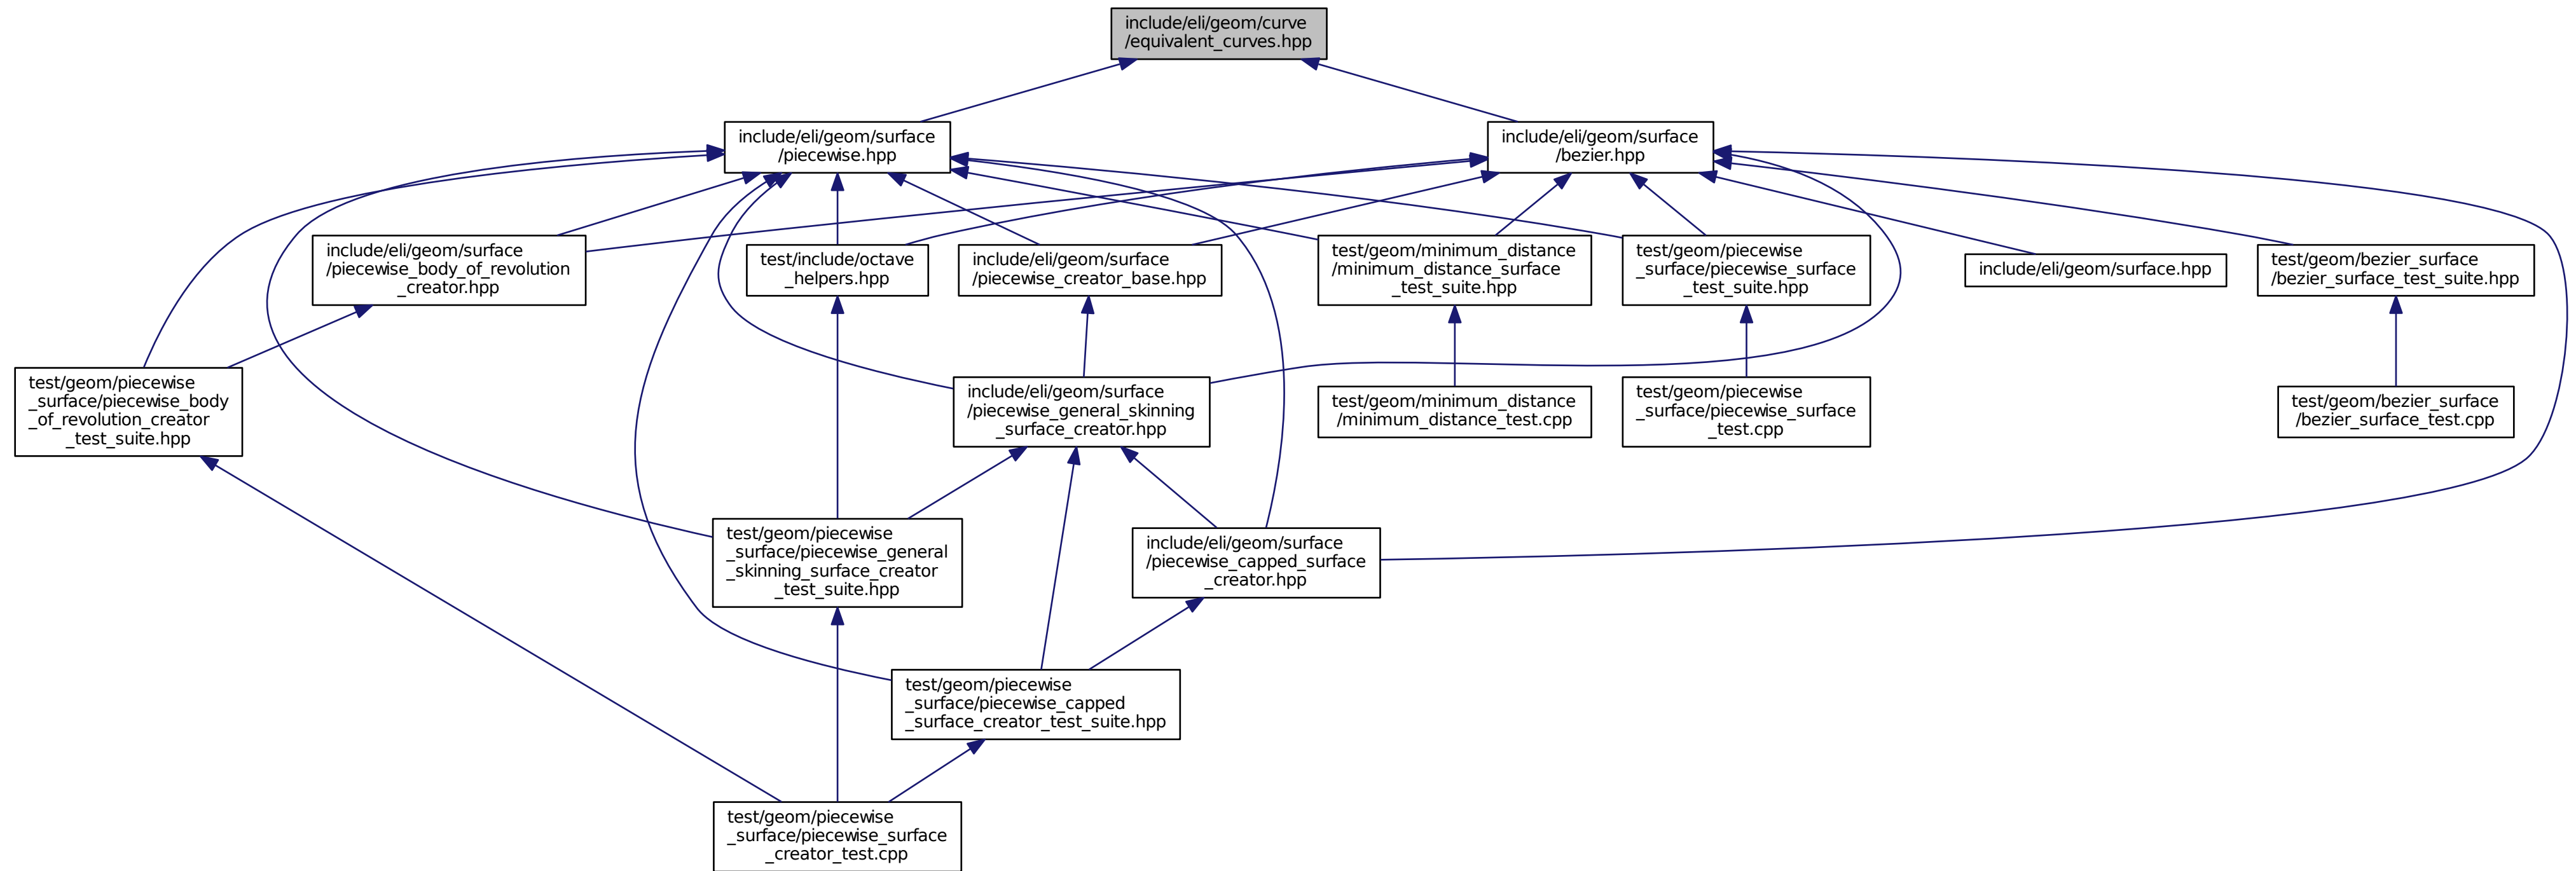 include/eli/geom/curve
/equivalent_curves.hpp
include/eli/geom/surface
/piecewise.hpp
include/eli/geom/surface
/bezier.hpp
include/eli/geom/surface
/piecewise_body_of_revolution
_creator.hpp
test/include/octave
_helpers.hpp
include/eli/geom/surface
/piecewise_creator_base.hpp
test/geom/minimum_distance
/minimum_distance_surface
_test_suite.hpp
test/geom/piecewise
_surface/piecewise_surface
_test_suite.hpp
include/eli/geom/surface.hpp
test/geom/bezier_surface
/bezier_surface_test_suite.hpp
test/geom/piecewise
_surface/piecewise_body
_of_revolution_creator
_test_suite.hpp
include/eli/geom/surface
/piecewise_general_skinning
_surface_creator.hpp
test/geom/minimum_distance
/minimum_distance_test.cpp
test/geom/piecewise
_surface/piecewise_surface
_test.cpp
test/geom/bezier_surface
/bezier_surface_test.cpp
test/geom/piecewise
_surface/piecewise_general
_skinning_surface_creator
_test_suite.hpp
include/eli/geom/surface
/piecewise_capped_surface
_creator.hpp
test/geom/piecewise
_surface/piecewise_capped
_surface_creator_test_suite.hpp
test/geom/piecewise
_surface/piecewise_surface
_creator_test.cpp